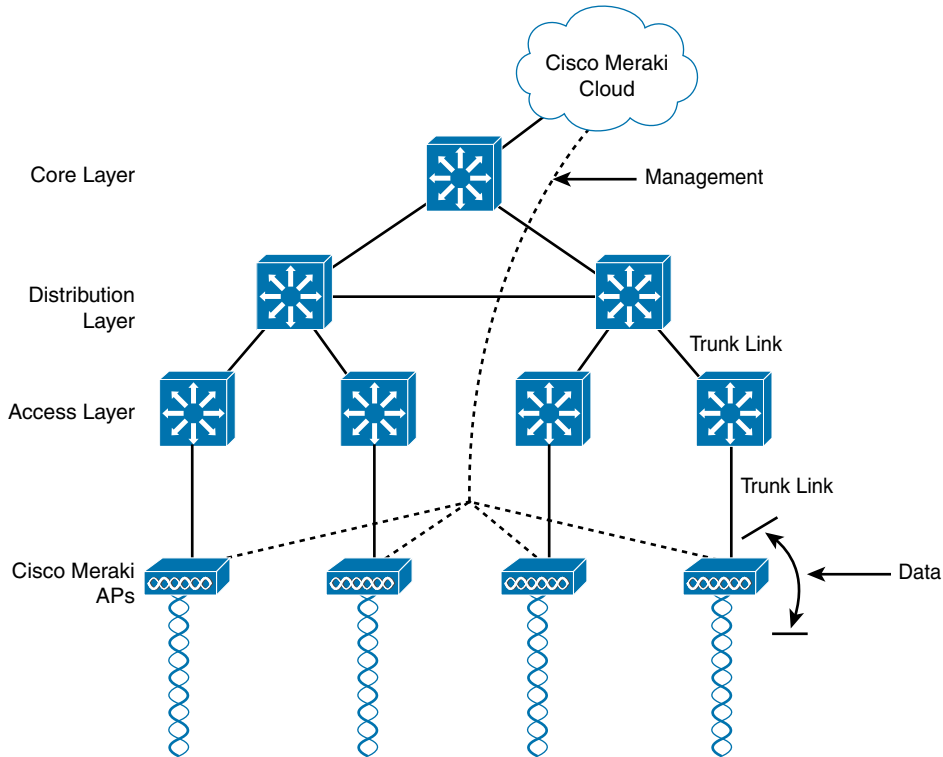 Cisco Meraki
Cloud
Core Layer
Management
Distribution
Layer
Trunk Link
Access Layer
Trunk Link
Cisco Meraki
APs
Data